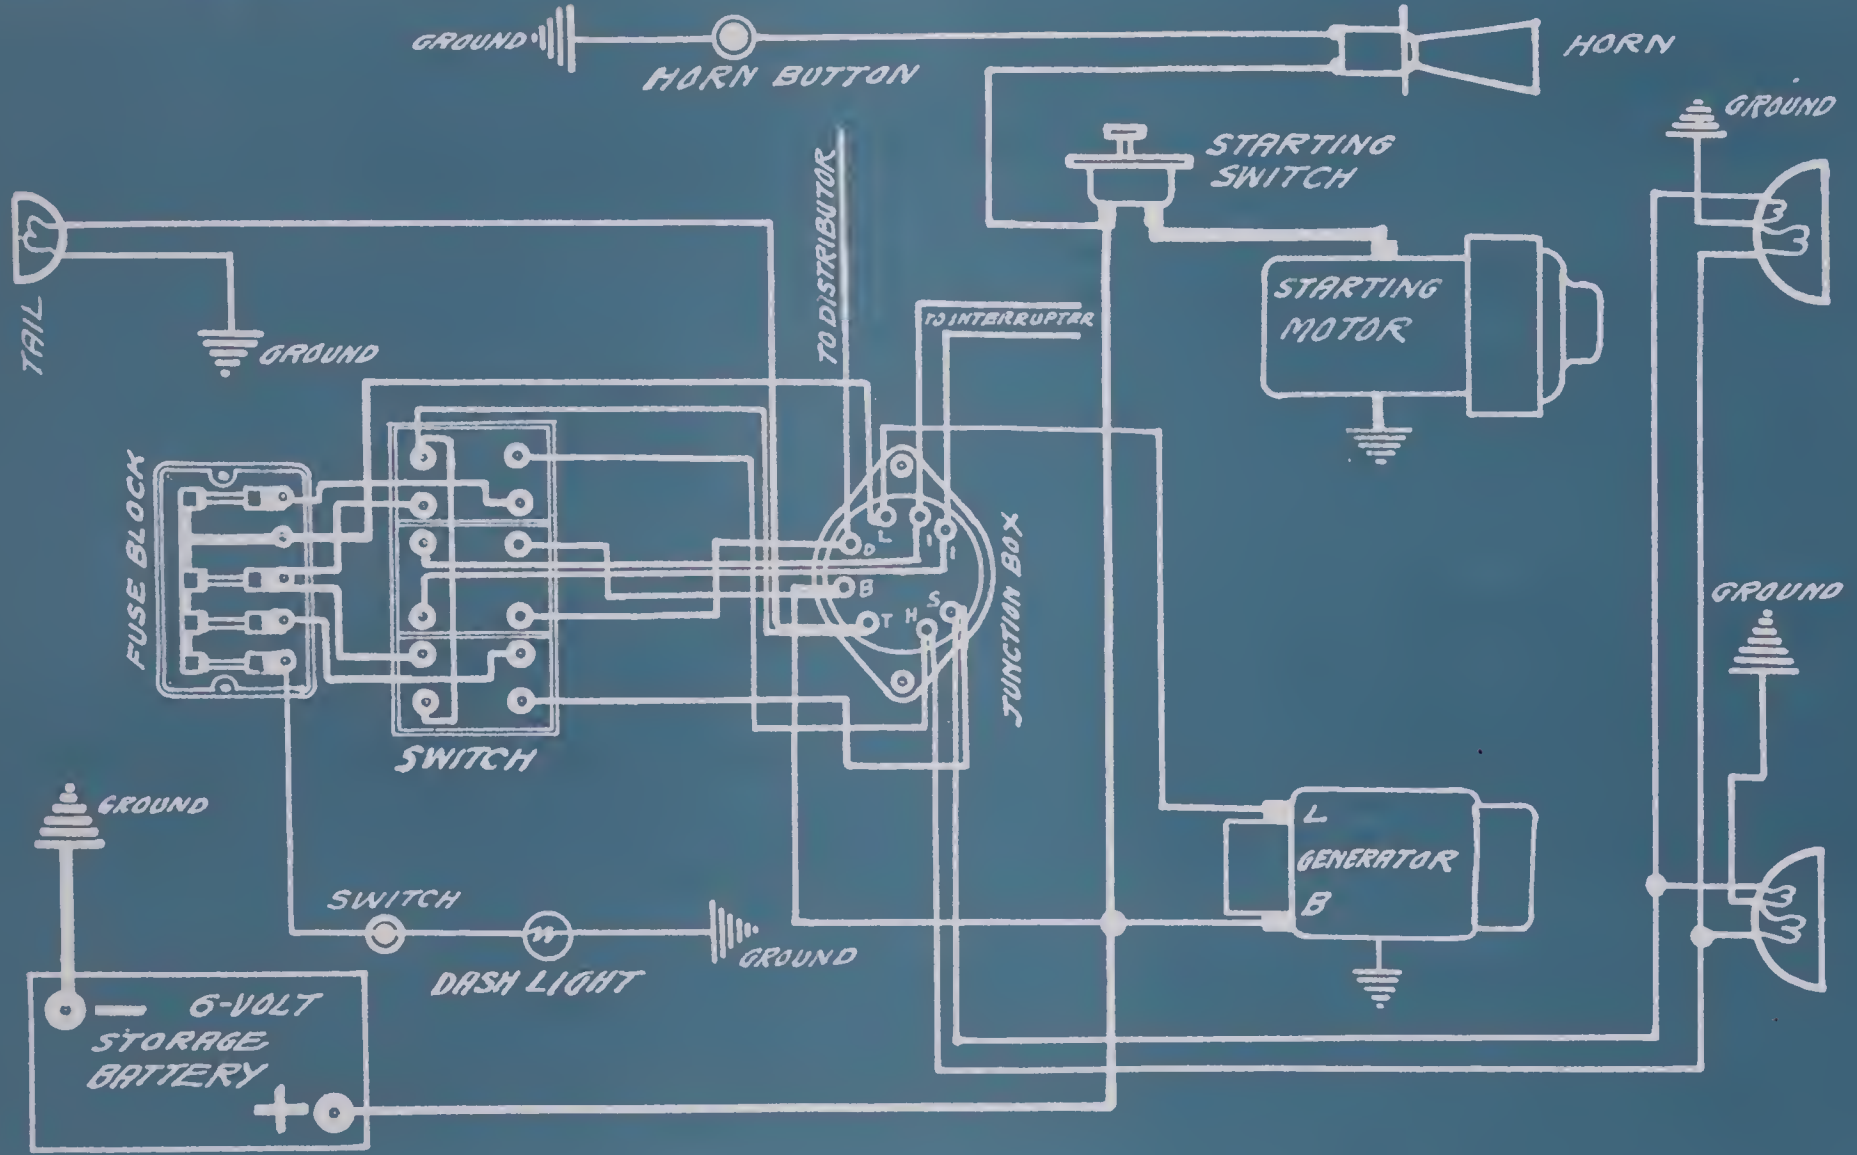 GROUND
HORN BUTTON
HORN
GROUND
STARTING
SWITCH
TO DISTRIBUTOR
TAIL
GROUND
TO INTERRUPTER
STARTING
MOTOR
FUSE BLOCK
SWITCH
D
L
I
I
B
T
H
S
JUNCTION BOX
GROUND
GROUND
L
GENERATOR
B
SWITCH
DASH LIGHT
GROUND
— 6-VOLT
STORAGE
BATTERY
+